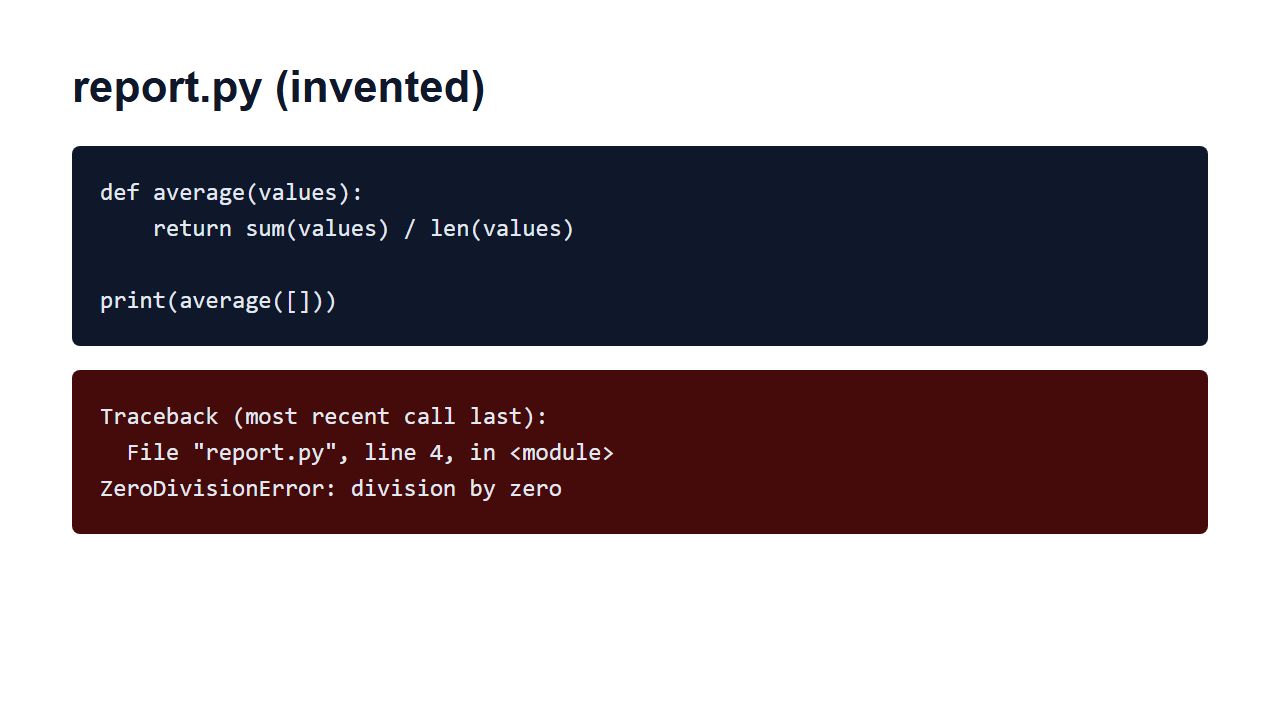 report.py (invented)
def average(values):
    return sum(values) / len(values)
print(average([]))
Traceback (most recent call last):
  File "report.py", line 4, in <module>
ZeroDivisionError: division by zero